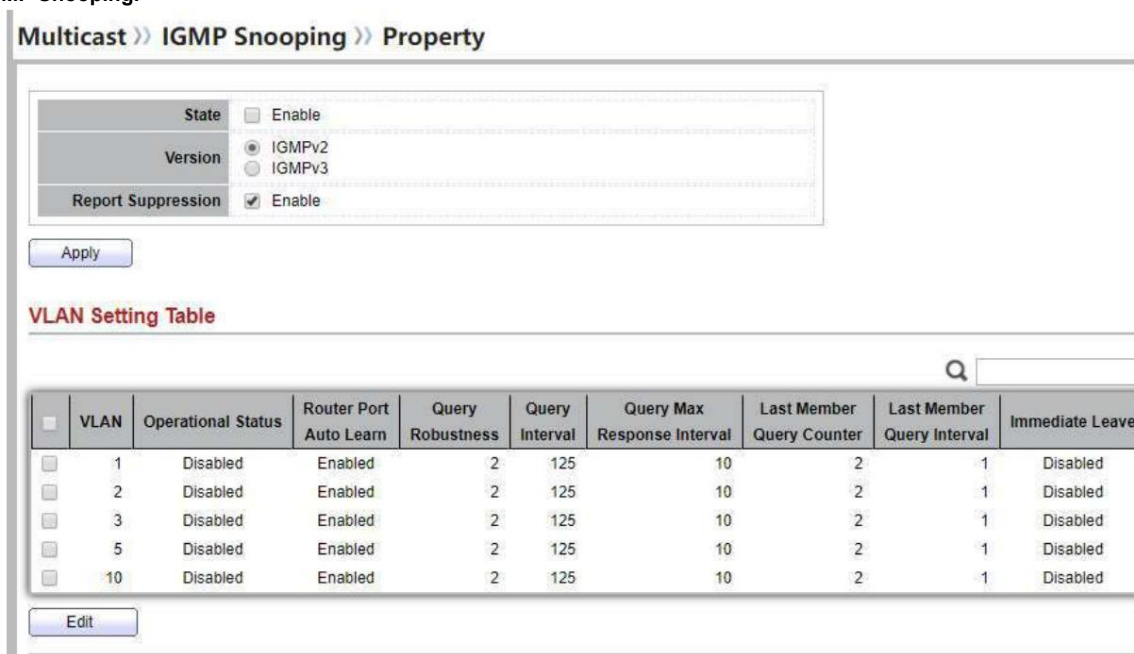 Snooping.
Multicast » IGMP Snooping » Property
State Enable
Version IGMPv2
IGMPv3
Report Suppression Enable
Apply
VLAN Setting Table
VLAN Operational Status Router Port Auto Learn Query Robustness Query Interval Query Max Response Interval Last Member Query Counter Last Member Query Interval Immediate Leave
1 Disabled Enabled 2 125 10 2 1 Disabled
2 Disabled Enabled 2 125 10 2 1 Disabled
3 Disabled Enabled 2 125 10 2 1 Disabled
5 Disabled Enabled 2 125 10 2 1 Disabled
10 Disabled Enabled 2 125 10 2 1 Disabled
Edit